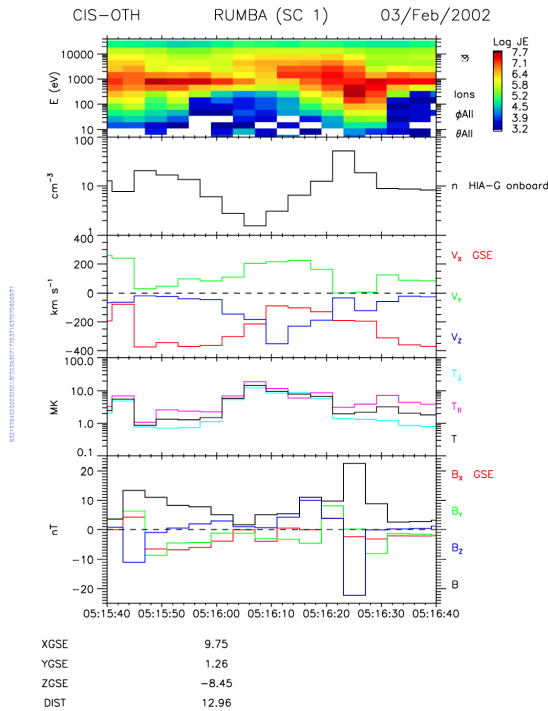 CIS-OTH RUMBA (SC 1) 03/Feb/2002
Log JE
E (eV)
10000
1000
100
10
7.7
7.1
6.4
5.8
5.2
4.5
3.9
3.2
Ions
φAll
θAll
cm⁻³
100
10
1
n HIA-G onboard
km s⁻¹
400
200
0
-200
-400
Vx GSE
VY
Vz
MK
100.0
10.0
1.0
0.1
T⊥
T||
T
nT
20
10
0
-10
-20
Bx GSE
BY
Bz
B
05:15:40 05:15:50 05:16:00 05:16:10 05:16:20 05:16:30 05:16:40
XGSE 9.75
YGSE 1.26
ZGSE -8.45
DIST 12.96